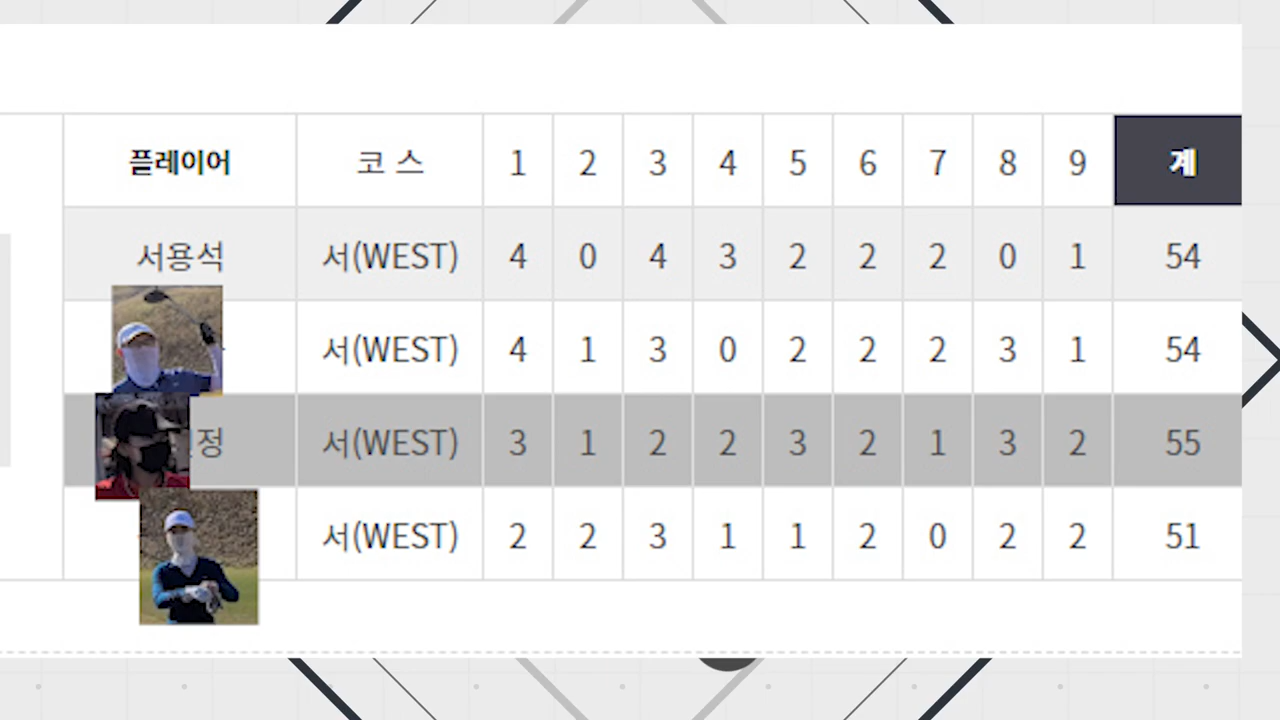 플레이어 코 스 1 2 3 4 5 6 7 8 9 계
서용석 서(WEST) 4 0 4 3 2 2 2 0 1 54
서(WEST) 4 1 3 0 2 2 2 3 1 54
정 서(WEST) 3 1 2 2 3 2 1 3 2 55
서(WEST) 2 2 3 1 1 2 0 2 2 51